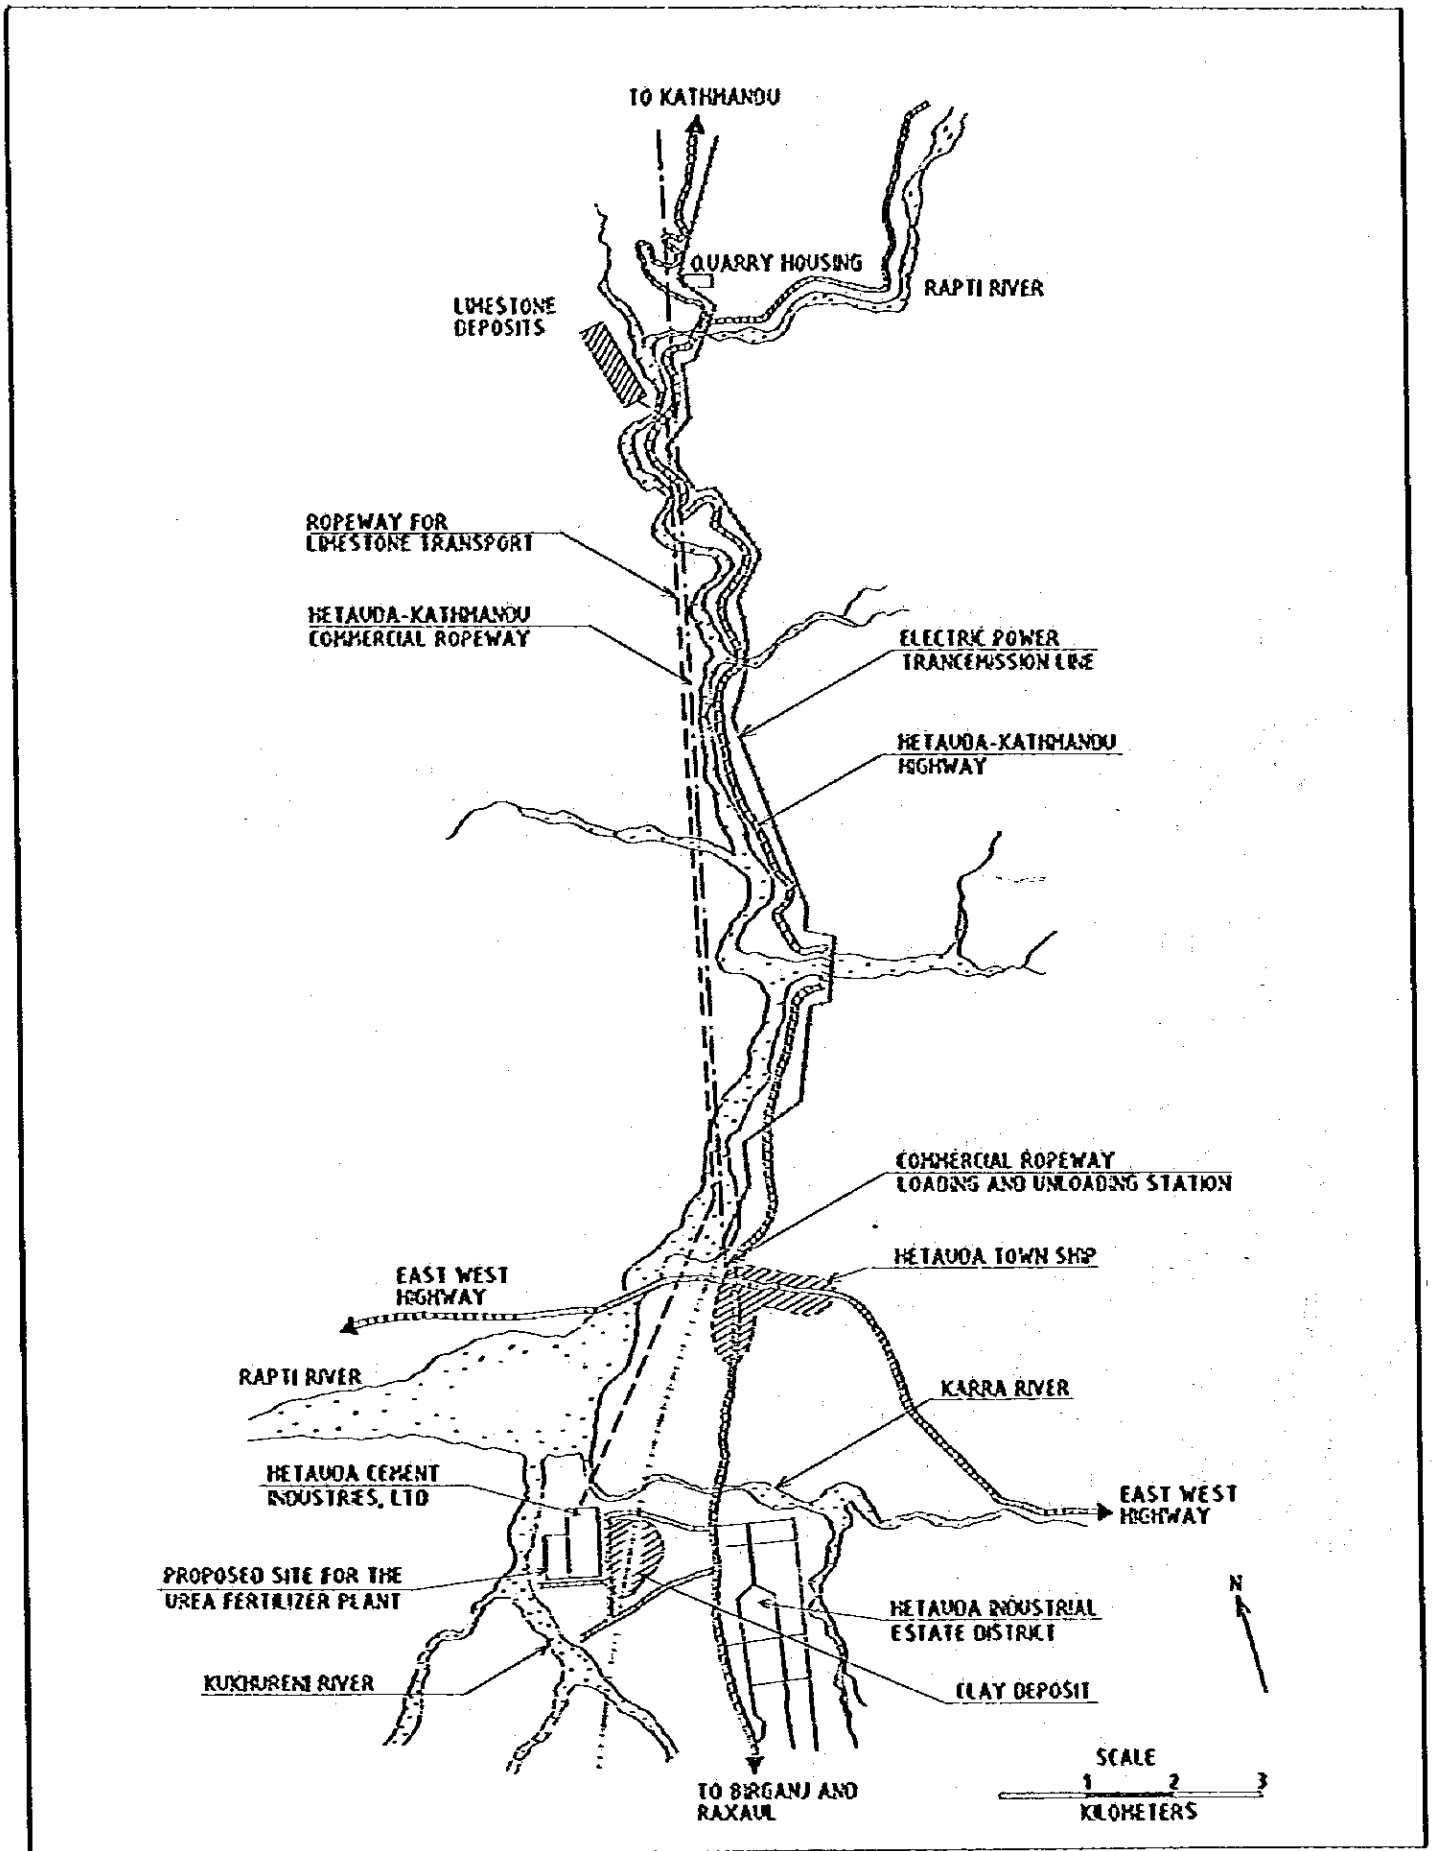 TO KATHMANDU
QUARRY HOUSING
RAPTI RIVER
LIMESTONE
DEPOSITS
ROPEWAY FOR
LIMESTONE TRANSPORT
HETAUDA-KATHMANDU
COMMERCIAL ROPEWAY
ELECTRIC POWER
TRANCEMISSION LINE
HETAUDA-KATHMANDU
HIGHWAY
COMMERCIAL ROPEWAY
LOADING AND UNLOADING STATION
HETAUDA TOWN SHIP
EAST WEST
HIGHWAY
RAPTI RIVER
KARRA RIVER
HETAUDA CEMENT
INDUSTRIES, LTD
EAST WEST
HIGHWAY
PROPOSED SITE FOR THE
UREA FERTILIZER PLANT
HETAUDA INDUSTRIAL
ESTATE DISTRICT
N
KUKHURENI RIVER
CLAY DEPOSIT
TO BIRGANJ AND
RAXAUL
SCALE
1 2 3
KILOMETERS